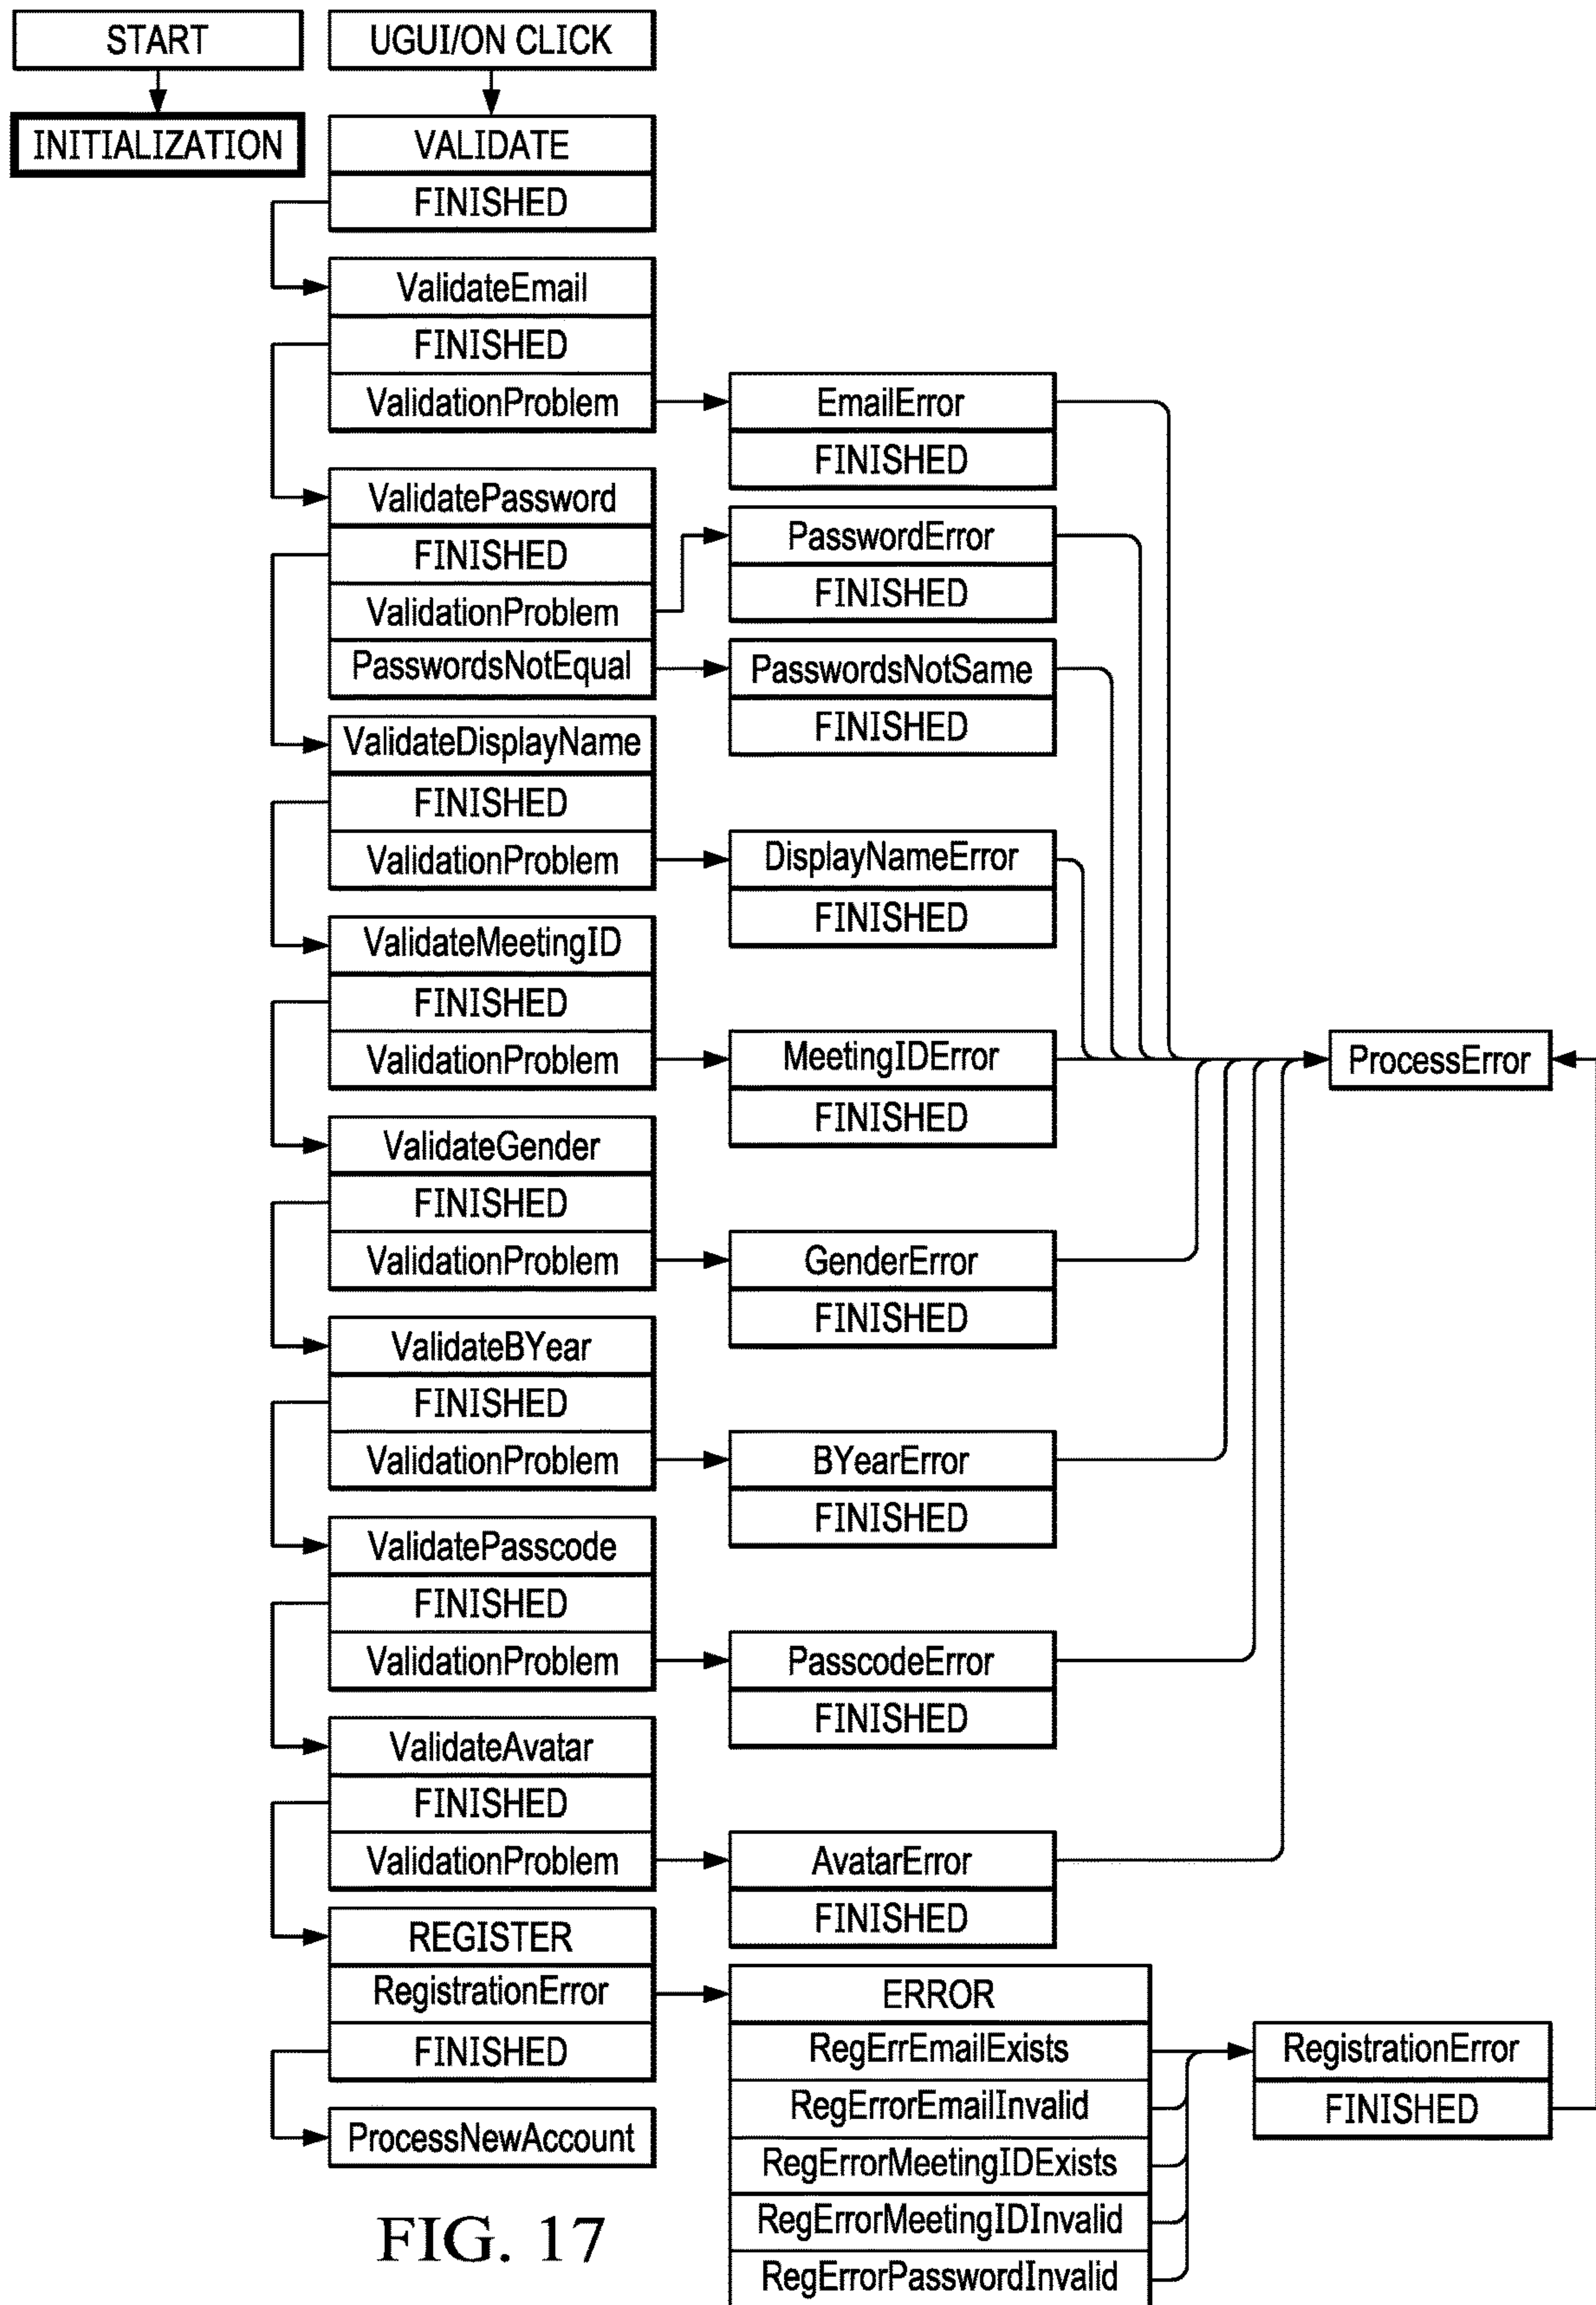 START
UGUI/ON CLICK
INITIALIZATION
VALIDATE
FINISHED
ValidateEmail
FINISHED
ValidationProblem
EmailError
FINISHED
ValidatePassword
FINISHED
ValidationProblem
PasswordsNotEqual
PasswordError
FINISHED
PasswordsNotSame
FINISHED
ValidateDisplayName
FINISHED
ValidationProblem
DisplayNameError
FINISHED
ValidateMeetingID
FINISHED
ValidationProblem
MeetingIDError
FINISHED
ProcessError
ValidateGender
FINISHED
ValidationProblem
GenderError
FINISHED
ValidateBYear
FINISHED
ValidationProblem
BYearError
FINISHED
ValidatePasscode
FINISHED
ValidationProblem
PasscodeError
FINISHED
ValidateAvatar
FINISHED
ValidationProblem
AvatarError
FINISHED
REGISTER
RegistrationError
FINISHED
ERROR
RegErrEmailExists
RegErrorEmailInvalid
RegErrorMeetingIDExists
RegErrorMeetingIDInvalid
RegErrorPasswordInvalid
RegistrationError
FINISHED
ProcessNewAccount
FIG. 17